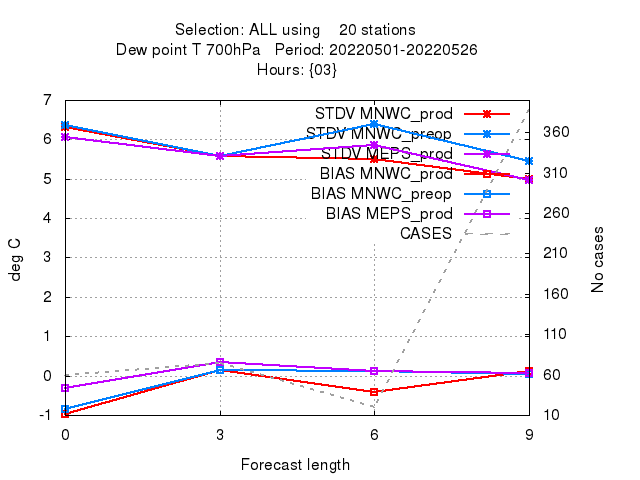 Selection: ALL using 20 stations
Dew point T 700hPa Period: 20220501-20220526
Hours: {03}
STDV MNWC_prod
STDV MNWC_preop
STDV MEPS_prod
BIAS MNWC_prod
BIAS MNWC_preop
BIAS MEPS_prod
CASES
deg C
7
6
5
4
3
2
1
0
-1
360
310
260
210
160
110
60
10
No cases
0 3 6 9
Forecast length